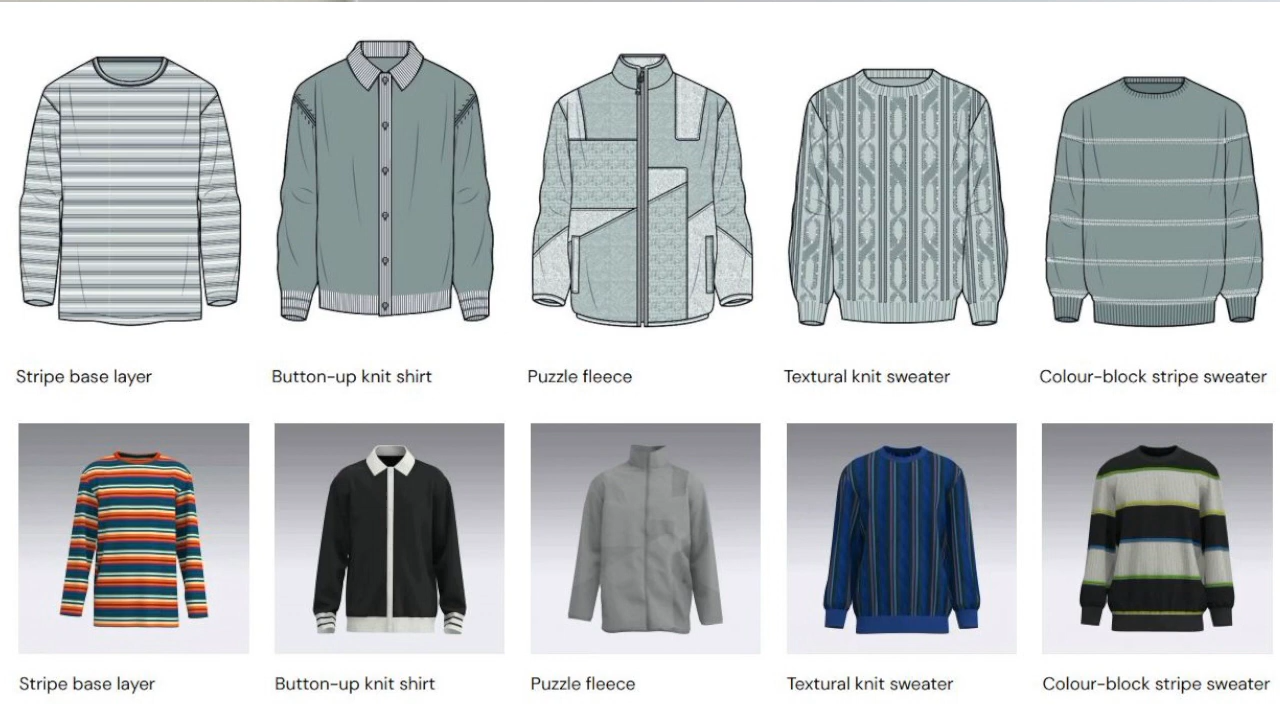 Stripe base layer
Button-up knit shirt
Puzzle fleece
Textural knit sweater
Colour-block stripe sweater
Stripe base layer
Button-up knit shirt
Puzzle fleece
Textural knit sweater
Colour-block stripe sweater